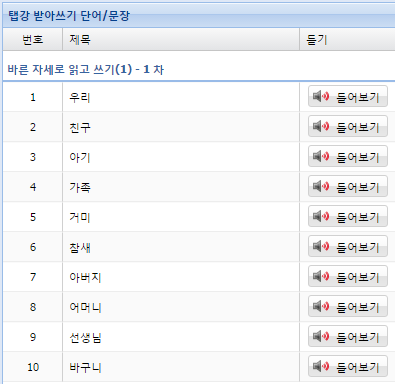 탭강 받아쓰기 단어/문장
번호 제목 듣기
바른 자세로 읽고 쓰기(1) - 1 차
1 우리 들어보기
2 친구 들어보기
3 아기 들어보기
4 가족 들어보기
5 거미 들어보기
6 참새 들어보기
7 아버지 들어보기
8 어머니 들어보기
9 선생님 들어보기
10 바구니 들어보기